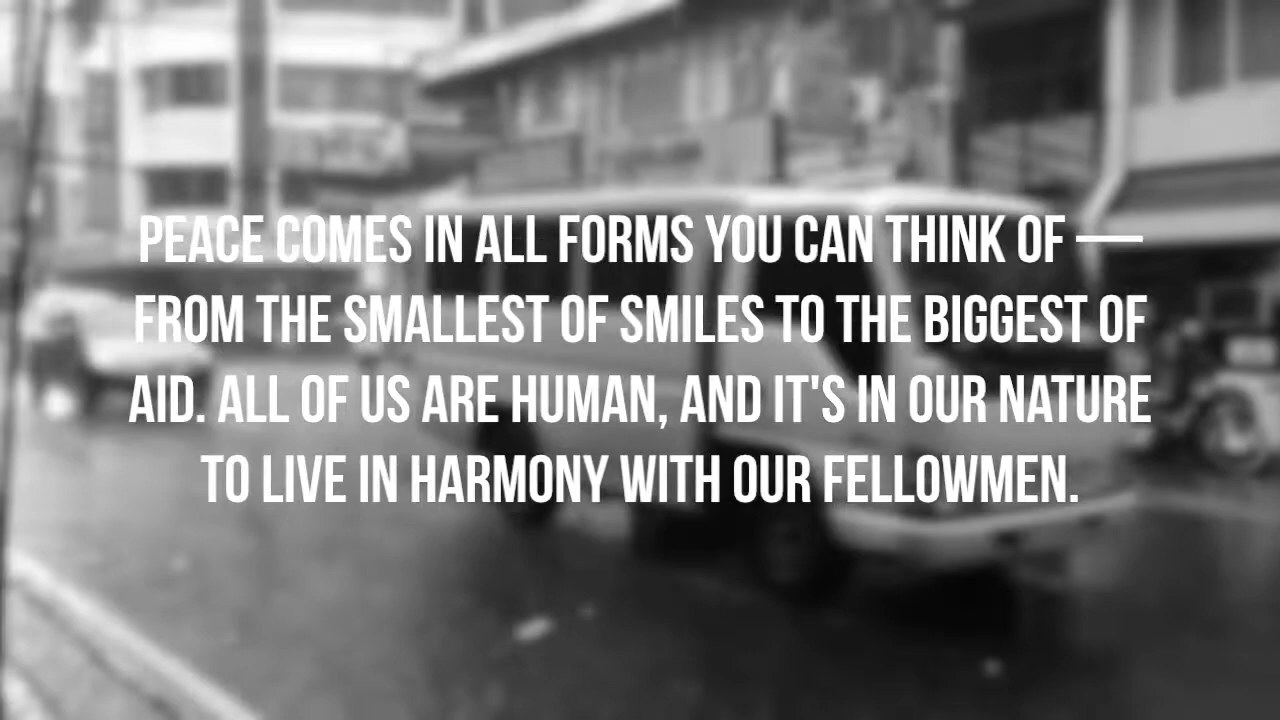 PEACE COMES IN ALL FORMS YOU CAN THINK OF —
FROM THE SMALLEST OF SMILES TO THE BIGGEST OF
AID. ALL OF US ARE HUMAN, AND IT'S IN OUR NATURE
TO LIVE IN HARMONY WITH OUR FELLOWMEN.